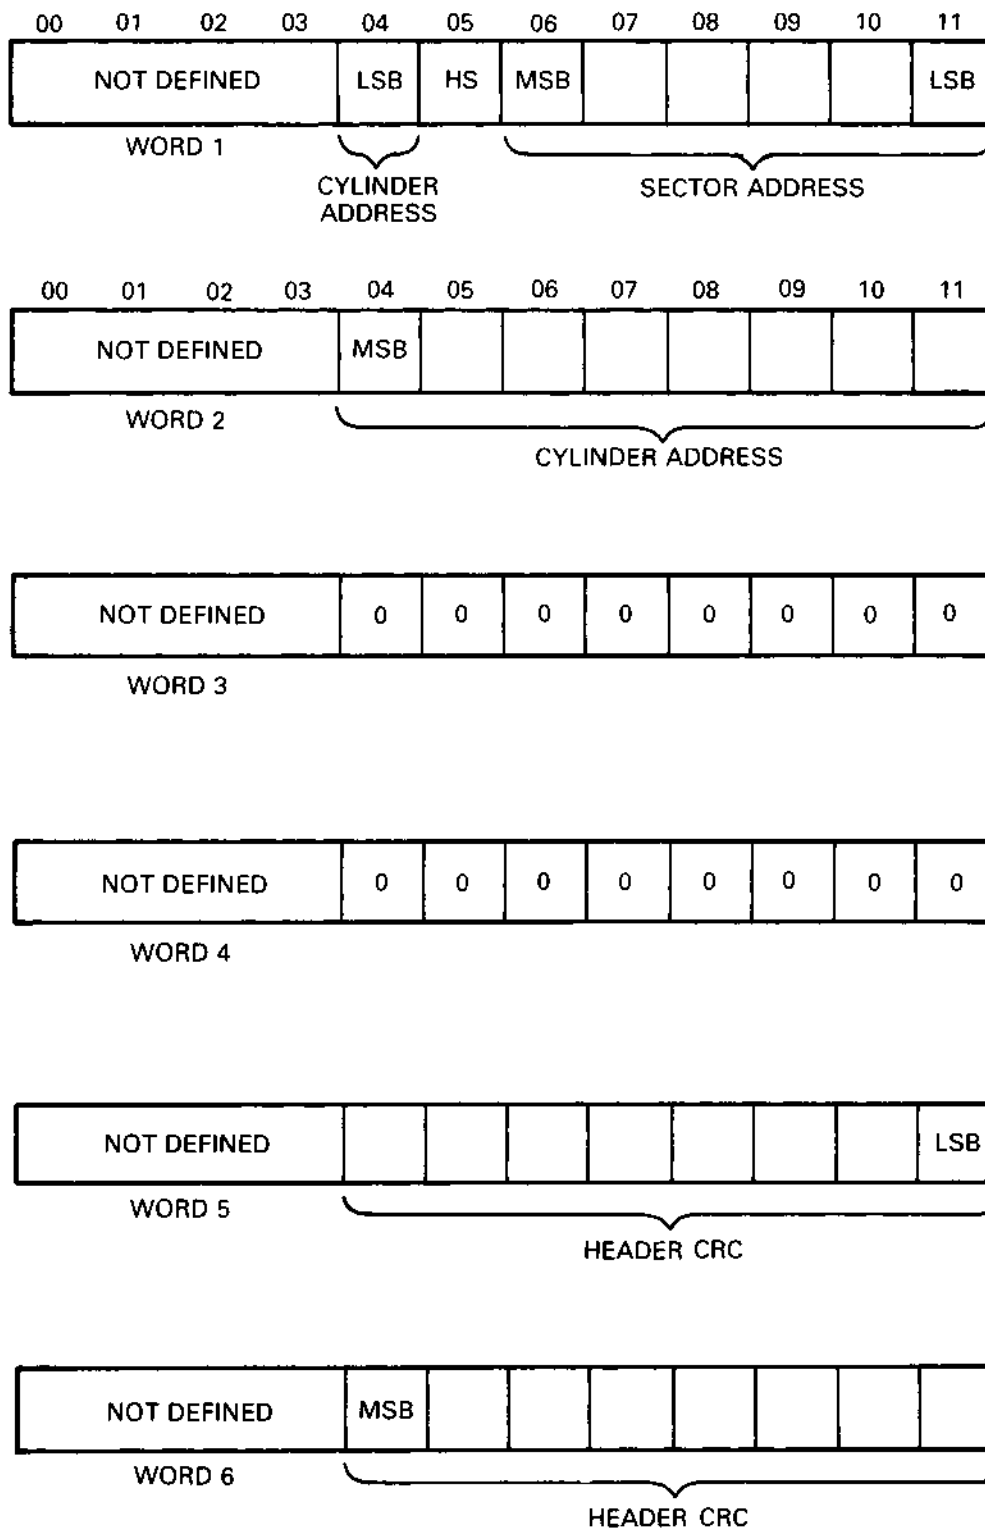 00 01 02 03 04 05 06 07 08 09 10 11
NOT DEFINED LSB HS MSB LSB
WORD 1
CYLINDER
ADDRESS
SECTOR ADDRESS
00 01 02 03 04 05 06 07 08 09 10 11
NOT DEFINED MSB
WORD 2
CYLINDER ADDRESS
NOT DEFINED 0 0 0 0 0 0 0 0
WORD 3
NOT DEFINED 0 0 0 0 0 0 0 0
WORD 4
NOT DEFINED LSB
WORD 5
HEADER CRC
NOT DEFINED MSB
WORD 6
HEADER CRC